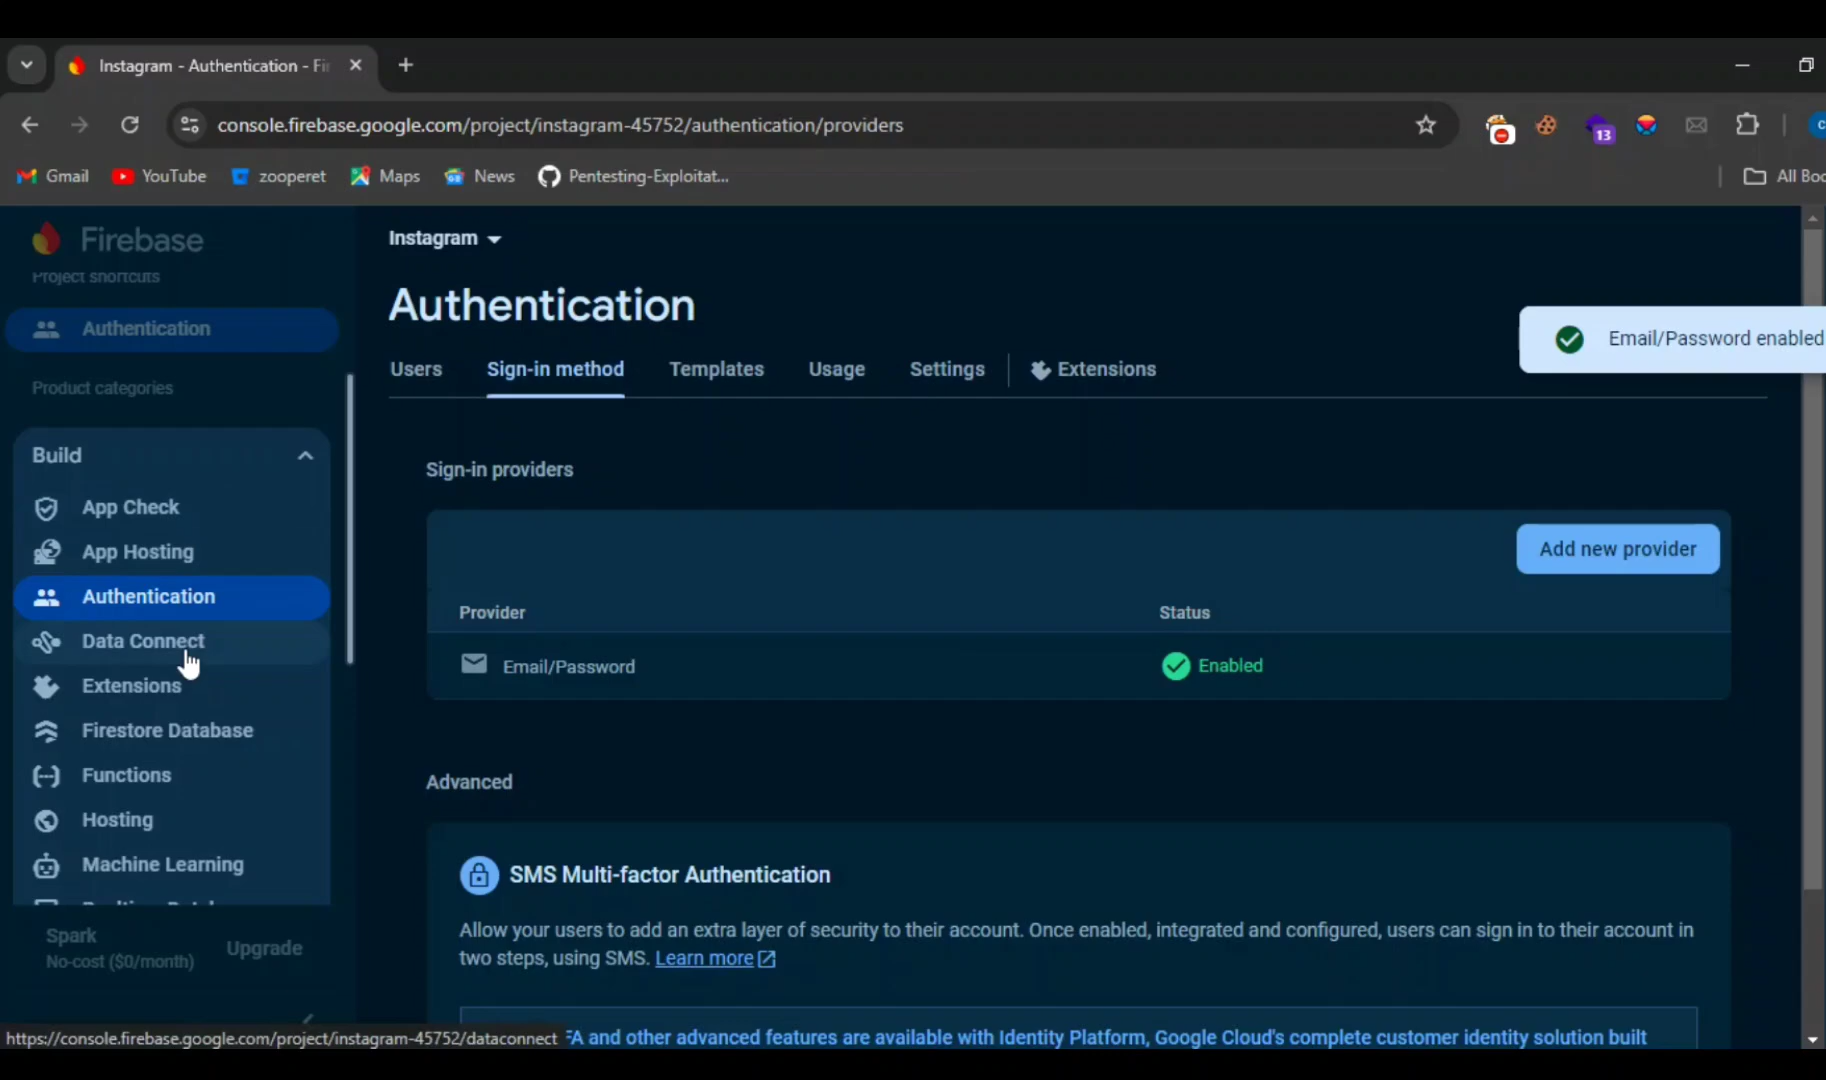 Instagram - Authentication - Fi
console.firebase.google.com/project/instagram-45752/authentication/providers
13
Gmail
YouTube
zooperet
Maps
News
Pentesting-Exploitat...
All Boo
Firebase
Project shortcuts
Authentication
Product categories
Build
App Check
App Hosting
Authentication
Data Connect
Extensions
Firestore Database
Functions
Hosting
Machine Learning
Spark
No-cost ($0/month)
Upgrade
Instagram
Authentication
Users
Sign-in method
Templates
Usage
Settings
Extensions
Email/Password enabled
Sign-in providers
Add new provider
Provider
Status
Email/Password
Enabled
Advanced
SMS Multi-factor Authentication
Allow your users to add an extra layer of security to their account. Once enabled, integrated and configured, users can sign in to their account in
two steps, using SMS. Learn more
FA and other advanced features are available with Identity Platform, Google Cloud's complete customer identity solution built
https://console.firebase.google.com/project/instagram-45752/dataconnect